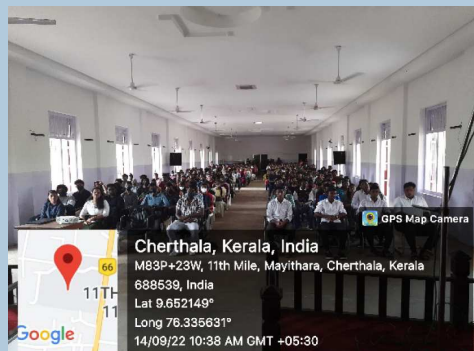 GPS Map Camera
Cherthala, Kerala, India
M83P+23W, 11th Mile, Mayithara, Cherthala, Kerala
688539, India
Lat 9.652149°
Long 76.335631°
14/09/22 10:38 AM GMT +05:30
66
11TH
11
Google